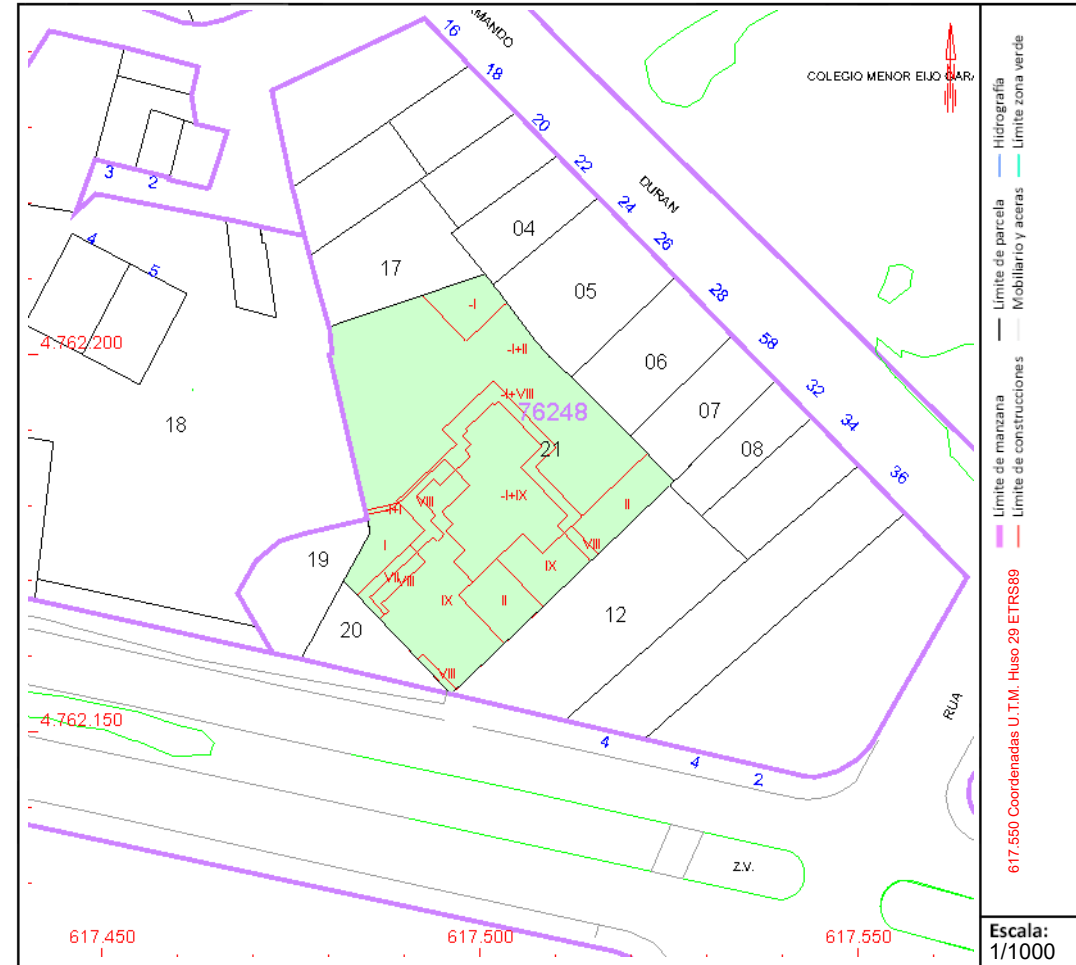 16
18
20
22
DURAN
24
26
28
58
32
34
36
COLEGIO MENOR EIJO
3
2
4
5
04
17
05
-I
-I+II
4.762.200
06
-I+VIII
76248
07
18
21
08
-I+IX
VIII
II
I
VIII
19
IX
VIII
IX
II
12
20
VIII
RUA
4.762.150
4
4
2
z.v.
617.450
617.500
617.550
Hidrografia
Límite zona verde
Límite de parcela
Mobiliario y aceras
Límite de manzana
Límite de construcciones
617.550 Coordenadas U.T.M. Huso 29 ETRS89
Escala:
1/1000